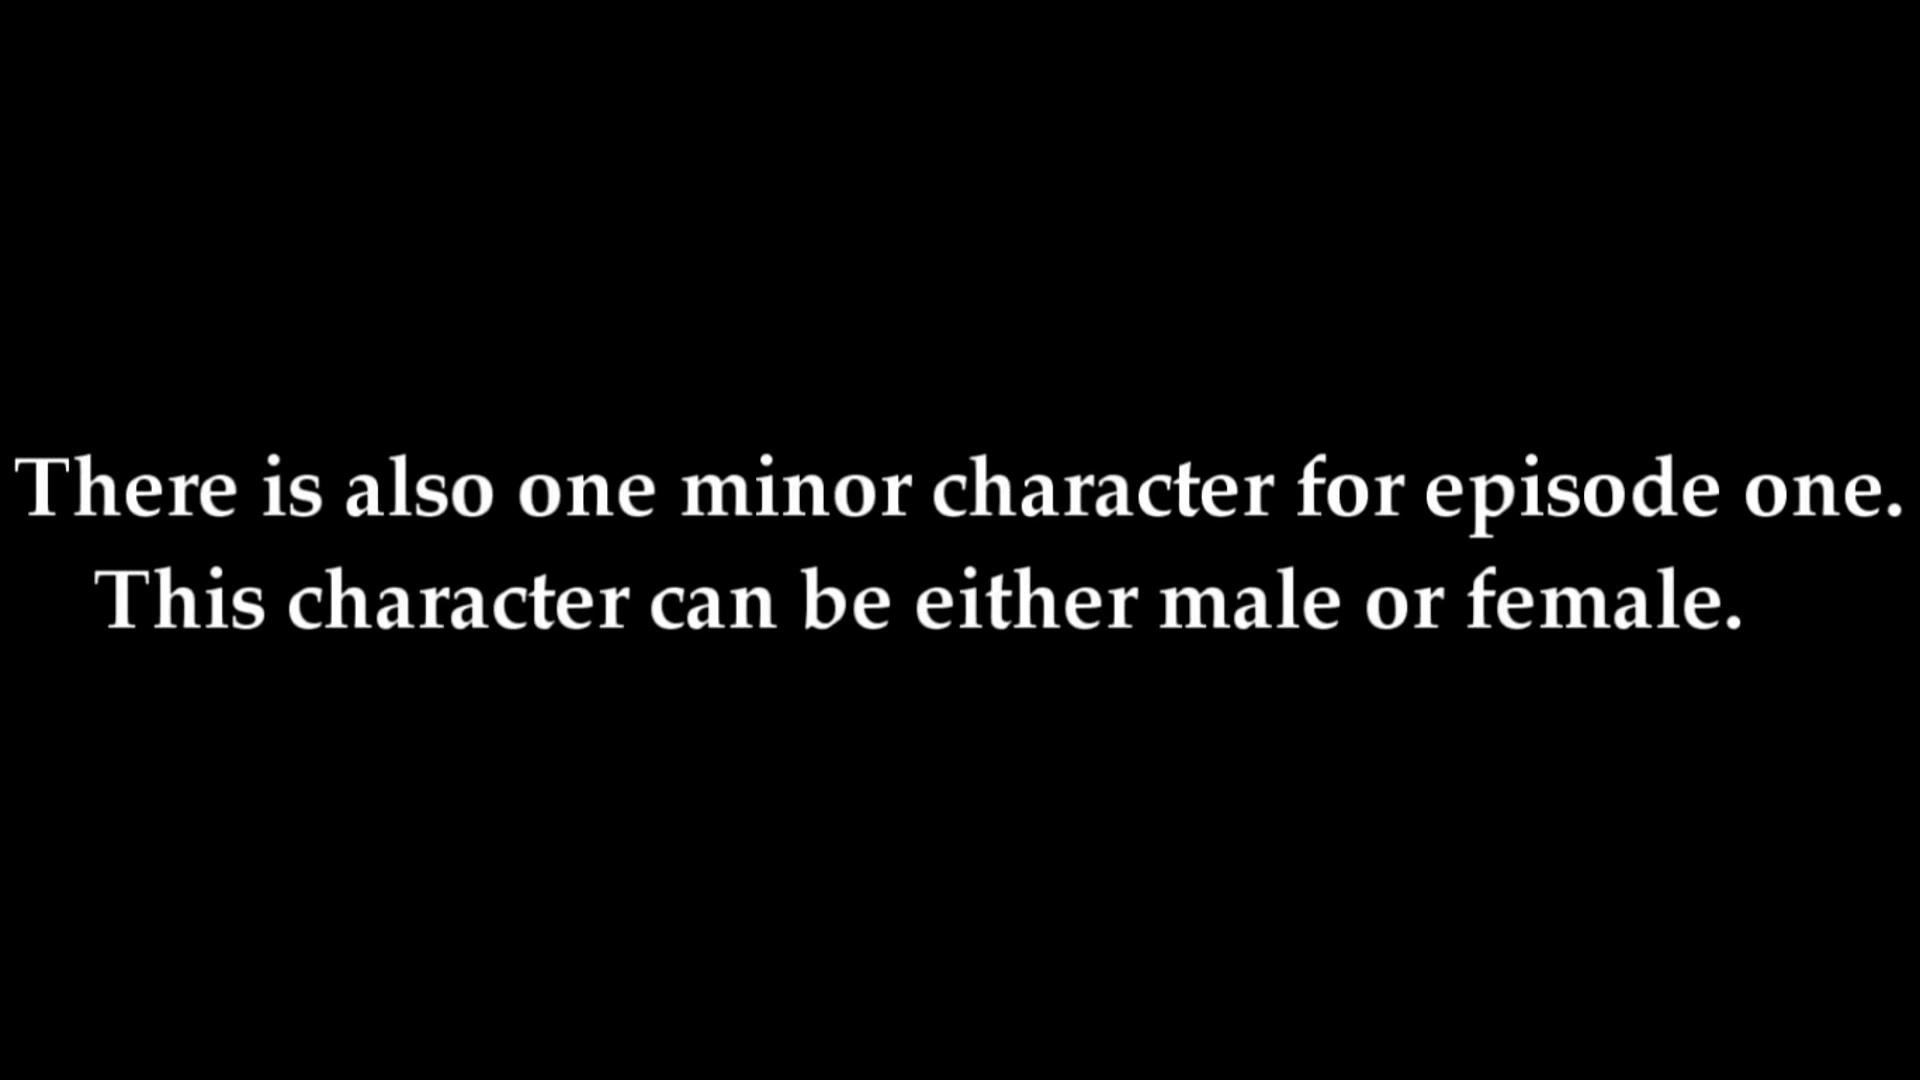 There is also one minor character for episode one.
This character can be either male or female.